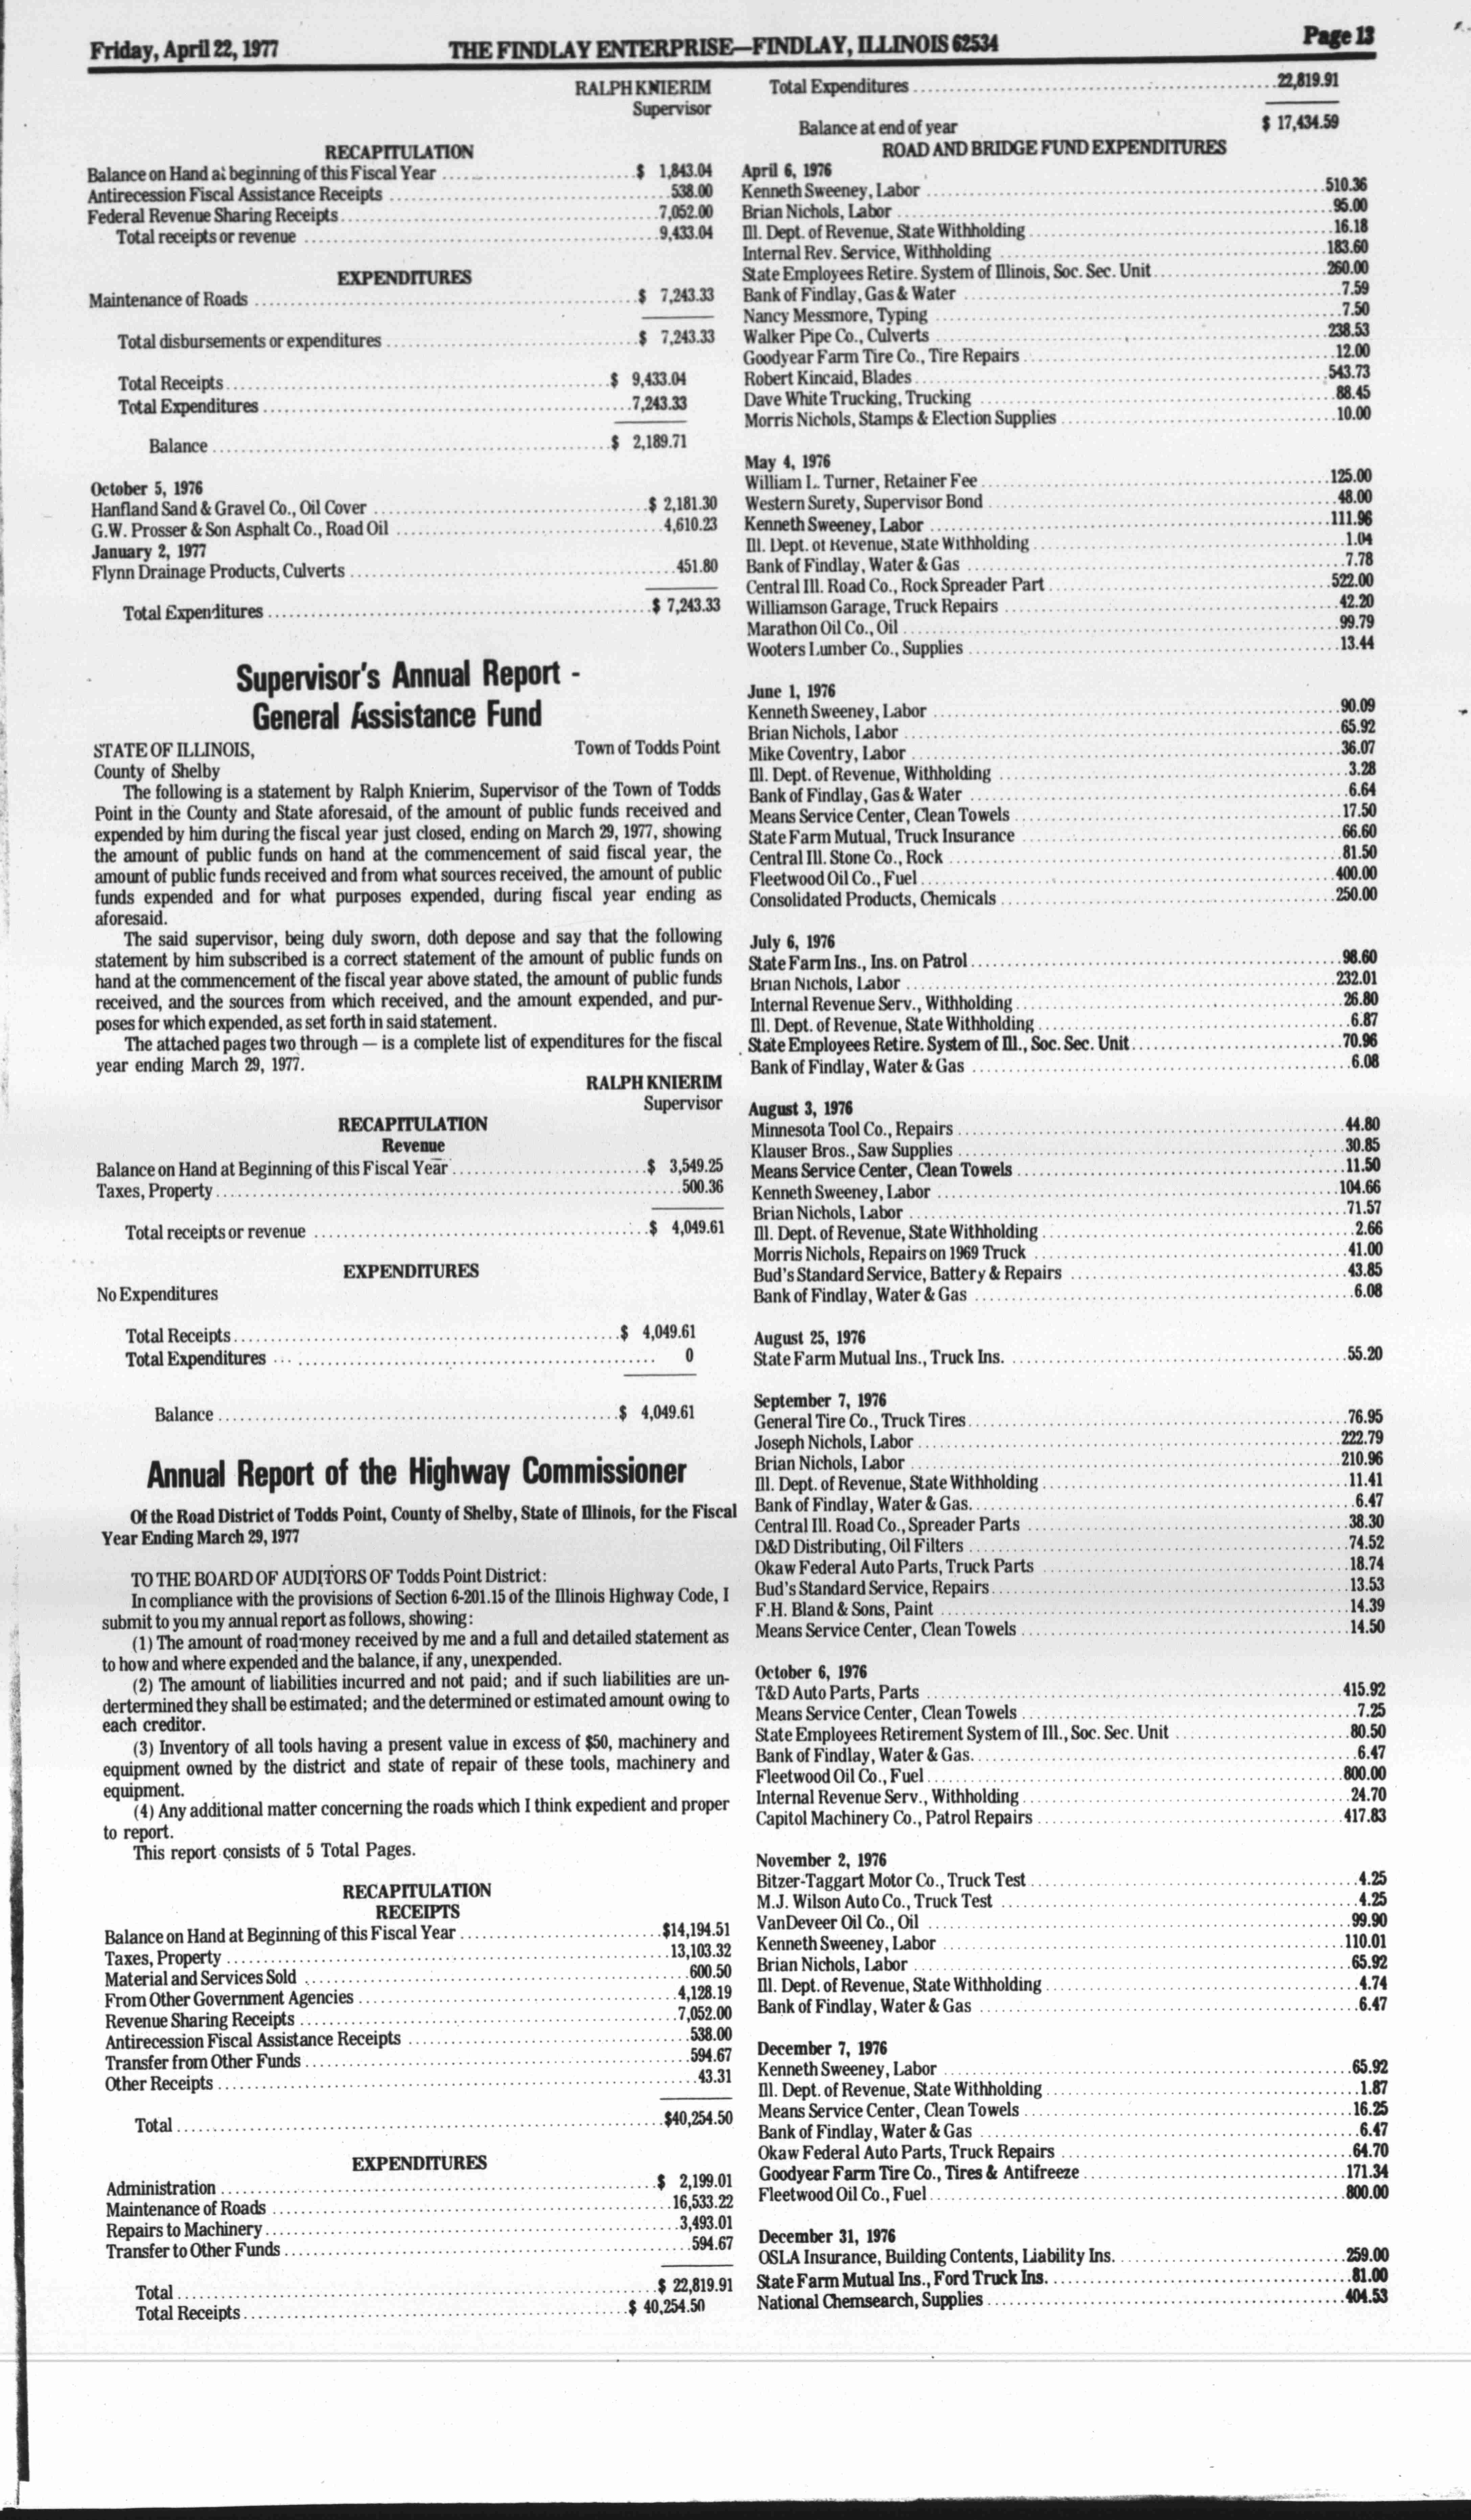 Friday, April 22, 1977 THE FINDLAY ENTERPRISE—FINDLAY, ILLINOIS 62534 Page 13
RALPH KNIERIM
Supervisor
RECAPITULATION
Balance on Hand at beginning of this Fiscal Year $ 1,843.04
Antirecession Fiscal Assistance Receipts 538.00
Federal Revenue Sharing Receipts 7,052.00
Total receipts or revenue 9,433.04
EXPENDITURES
Maintenance of Roads $ 7,243.33
Total disbursements or expenditures $ 7,243.33
Total Receipts $ 9,433.04
Total Expenditures 7,243.33
Balance $ 2,189.71
October 5, 1976
Hanfland Sand & Gravel Co., Oil Cover $ 2,181.30
G.W. Prosser & Son Asphalt Co., Road Oil 4,610.23
January 2, 1977
Flynn Drainage Products, Culverts 451.80
Total Expenditures $ 7,243.33
Supervisor's Annual Report -
General Assistance Fund
STATE OF ILLINOIS, Town of Todds Point
County of Shelby
The following is a statement by Ralph Knierim, Supervisor of the Town of Todds
Point in the County and State aforesaid, of the amount of public funds received and
expended by him during the fiscal year just closed, ending on March 29, 1977, showing
the amount of public funds on hand at the commencement of said fiscal year, the
amount of public funds received and from what sources received, the amount of public
funds expended and for what purposes expended, during fiscal year ending as
aforesaid.
The said supervisor, being duly sworn, doth depose and say that the following
statement by him subscribed is a correct statement of the amount of public funds on
hand at the commencement of the fiscal year above stated, the amount of public funds
received, and the sources from which received, and the amount expended, and pur-
poses for which expended, as set forth in said statement.
The attached pages two through — is a complete list of expenditures for the fiscal
year ending March 29, 1977.
RALPH KNIERIM
Supervisor
RECAPITULATION
Revenue
Balance on Hand at Beginning of this Fiscal Year $ 3,549.25
Taxes, Property 500.36
Total receipts or revenue $ 4,049.61
EXPENDITURES
No Expenditures
Total Receipts $ 4,049.61
Total Expenditures 0
Balance $ 4,049.61
Annual Report of the Highway Commissioner
Of the Road District of Todds Point, County of Shelby, State of Illinois, for the Fiscal
Year Ending March 29, 1977
TO THE BOARD OF AUDITORS OF Todds Point District:
In compliance with the provisions of Section 6-201.15 of the Illinois Highway Code, I
submit to you my annual report as follows, showing:
(1) The amount of road money received by me and a full and detailed statement as
to how and where expended and the balance, if any, unexpended.
(2) The amount of liabilities incurred and not paid; and if such liabilities are un-
dertermined they shall be estimated; and the determined or estimated amount owing to
each creditor.
(3) Inventory of all tools having a present value in excess of $50, machinery and
equipment owned by the district and state of repair of these tools, machinery and
equipment.
(4) Any additional matter concerning the roads which I think expedient and proper
to report.
This report consists of 5 Total Pages.
RECAPITULATION
RECEIPTS
Balance on Hand at Beginning of this Fiscal Year $14,194.51
Taxes, Property 13,103.32
Material and Services Sold 600.50
From Other Government Agencies 4,128.19
Revenue Sharing Receipts 7,052.00
Antirecession Fiscal Assistance Receipts 538.00
Transfer from Other Funds 594.67
Other Receipts 43.31
Total $40,254.50
EXPENDITURES
Administration $ 2,199.01
Maintenance of Roads 16,533.22
Repairs to Machinery 3,493.01
Transfer to Other Funds 594.67
Total $ 22,819.91
Total Receipts $ 40,254.50
Total Expenditures 22,819.91
Balance at end of year $ 17,434.59
ROAD AND BRIDGE FUND EXPENDITURES
April 6, 1976
Kenneth Sweeney, Labor 510.36
Brian Nichols, Labor 95.00
Ill. Dept. of Revenue, State Withholding 16.18
Internal Rev. Service, Withholding 183.60
State Employees Retire. System of Illinois, Soc. Sec. Unit 260.00
Bank of Findlay, Gas & Water 7.59
Nancy Messmore, Typing 7.50
Walker Pipe Co., Culverts 238.53
Goodyear Farm Tire Co., Tire Repairs 12.00
Robert Kincaid, Blades 543.73
Dave White Trucking, Trucking 88.45
Morris Nichols, Stamps & Election Supplies 10.00
May 4, 1976
William L. Turner, Retainer Fee 125.00
Western Surety, Supervisor Bond 48.00
Kenneth Sweeney, Labor 111.96
Ill. Dept. of Revenue, State Withholding 1.04
Bank of Findlay, Water & Gas 7.78
Central Ill. Road Co., Rock Spreader Part 522.00
Williamson Garage, Truck Repairs 42.20
Marathon Oil Co., Oil 99.79
Wooters Lumber Co., Supplies 13.44
June 1, 1976
Kenneth Sweeney, Labor 90.09
Brian Nichols, Labor 65.92
Mike Coventry, Labor 36.07
Ill. Dept. of Revenue, Withholding 3.28
Bank of Findlay, Gas & Water 6.64
Means Service Center, Clean Towels 17.50
State Farm Mutual, Truck Insurance 66.60
Central Ill. Stone Co., Rock 81.50
Fleetwood Oil Co., Fuel 400.00
Consolidated Products, Chemicals 250.00
July 6, 1976
State Farm Ins., Ins. on Patrol 98.60
Brian Nichols, Labor 232.01
Internal Revenue Serv., Withholding 26.80
Ill. Dept. of Revenue, State Withholding 6.87
State Employees Retire. System of Ill., Soc. Sec. Unit 70.96
Bank of Findlay, Water & Gas 6.08
August 3, 1976
Minnesota Tool Co., Repairs 44.80
Klauser Bros., Saw Supplies 30.85
Means Service Center, Clean Towels 11.50
Kenneth Sweeney, Labor 104.66
Brian Nichols, Labor 71.57
Ill. Dept. of Revenue, State Withholding 2.66
Morris Nichols, Repairs on 1969 Truck 41.00
Bud's Standard Service, Battery & Repairs 43.85
Bank of Findlay, Water & Gas 6.08
August 25, 1976
State Farm Mutual Ins., Truck Ins. 55.20
September 7, 1976
General Tire Co., Truck Tires 76.95
Joseph Nichols, Labor 222.79
Brian Nichols, Labor 210.96
Ill. Dept. of Revenue, State Withholding 11.41
Bank of Findlay, Water & Gas 6.47
Central Ill. Road Co., Spreader Parts 38.30
D&D Distributing, Oil Filters 74.52
Okaw Federal Auto Parts, Truck Parts 18.74
Bud's Standard Service, Repairs 13.53
F.H. Bland & Sons, Paint 14.39
Means Service Center, Clean Towels 14.50
October 6, 1976
T&D Auto Parts, Parts 415.92
Means Service Center, Clean Towels 7.25
State Employees Retirement System of Ill., Soc. Sec. Unit 80.50
Bank of Findlay, Water & Gas 6.47
Fleetwood Oil Co., Fuel 800.00
Internal Revenue Serv., Withholding 24.70
Capitol Machinery Co., Patrol Repairs 417.83
November 2, 1976
Bitzer-Taggart Motor Co., Truck Test 4.25
M.J. Wilson Auto Co., Truck Test 4.25
VanDeveer Oil Co., Oil 99.90
Kenneth Sweeney, Labor 110.01
Brian Nichols, Labor 65.92
Ill. Dept. of Revenue, State Withholding 4.74
Bank of Findlay, Water & Gas 6.47
December 7, 1976
Kenneth Sweeney, Labor 65.92
Ill. Dept. of Revenue, State Withholding 1.87
Means Service Center, Clean Towels 16.25
Bank of Findlay, Water & Gas 6.47
Okaw Federal Auto Parts, Truck Repairs 64.70
Goodyear Farm Tire Co., Tires & Antifreeze 171.34
Fleetwood Oil Co., Fuel 800.00
December 31, 1976
OSLA Insurance, Building Contents, Liability Ins. 259.00
State Farm Mutual Ins., Ford Truck Ins. 81.00
National Chemsearch, Supplies 404.53